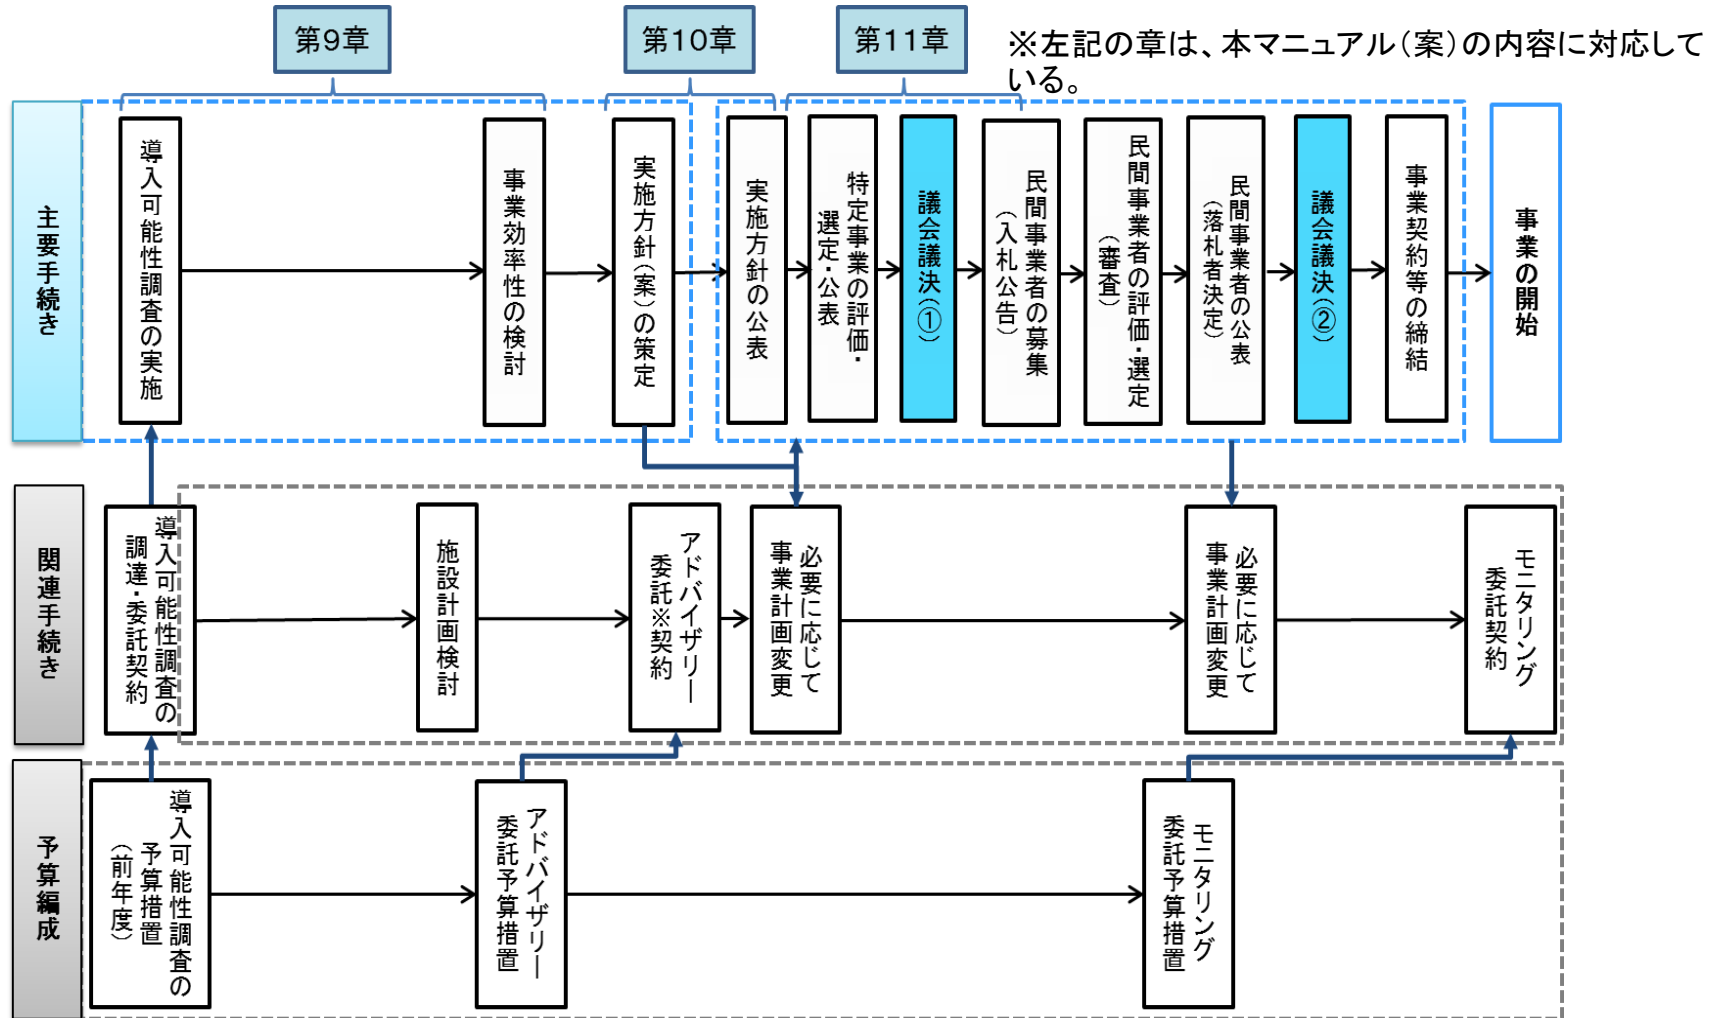 第9章
第10章
第11章
※左記の章は、本マニュアル(案)の内容に対応して
いる。
主要手続き
導入可能性調査の実施
事業効率性の検討
実施方針(案)の策定
実施方針の公表
特定事業の評価・
選定・公表
議会議決(①)
民間事業者の募集
(入札公告)
民間事業者の評価・選定
(審査)
民間事業者の公表
(落札者決定)
議会議決(②)
事業契約等の締結
事業の開始
関連手続き
導入可能性調査の
調達・委託契約
施設計画検討
アドバイザリー
委託※契約
必要に応じて
事業計画変更
必要に応じて
事業計画変更
モニタリング
委託契約
予算編成
導入可能性調査の
予算措置
(前年度)
アドバイザリー
委託予算措置
モニタリング
委託予算措置